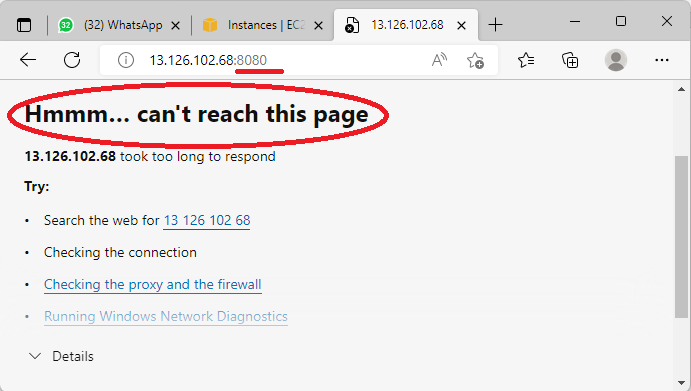 32
(32) WhatsApp
Instances | EC2
13.126.102.68
13.126.102.68:8080
Hmmm... can't reach this page
13.126.102.68 took too long to respond
Try:
• Search the web for 13 126 102 68
• Checking the connection
• Checking the proxy and the firewall
• Running Windows Network Diagnostics
Details